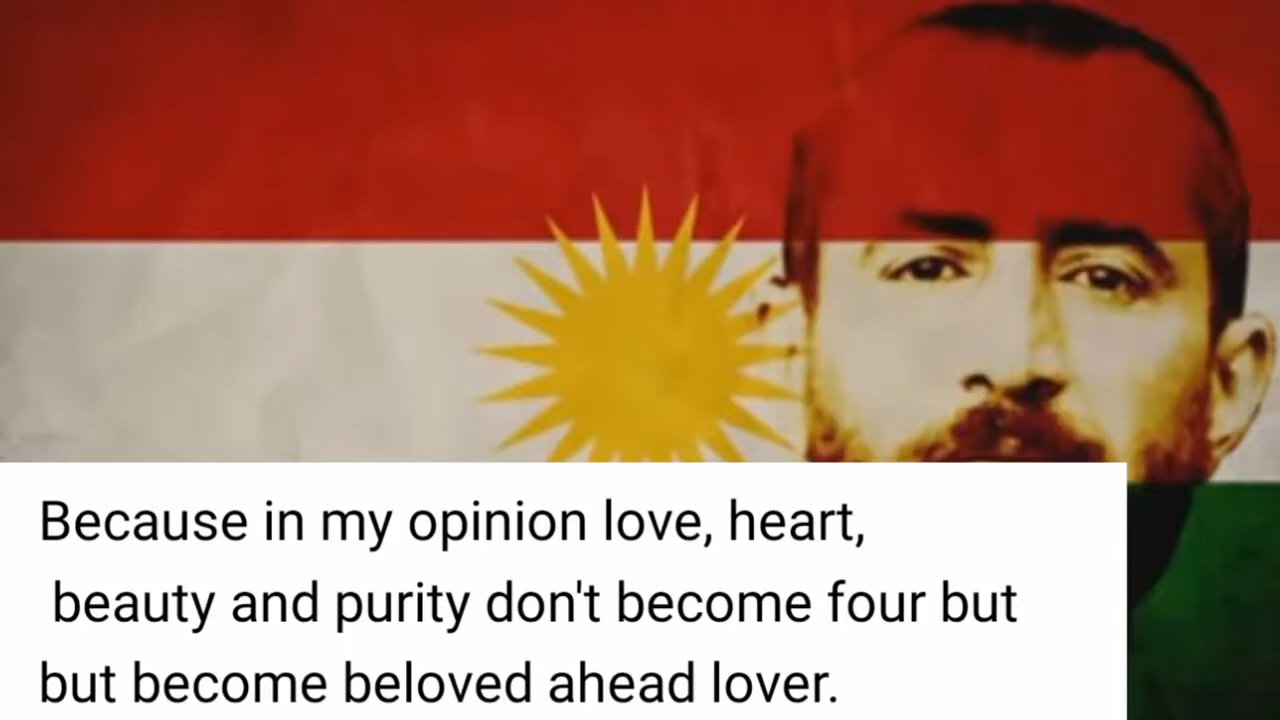 Because in my opinion love, heart,
beauty and purity don't become four but
but become beloved ahead lover.